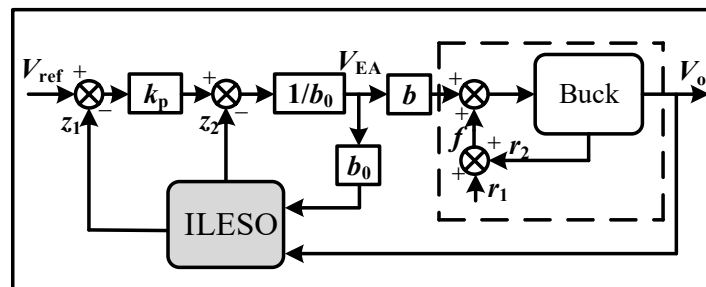 V_ref
+
−
k_p
+
−
1/b_0
V_EA
b
+
+
Buck
V_o
z_1
z_2
b_0
f
+
+
r_2
r_1
ILESO